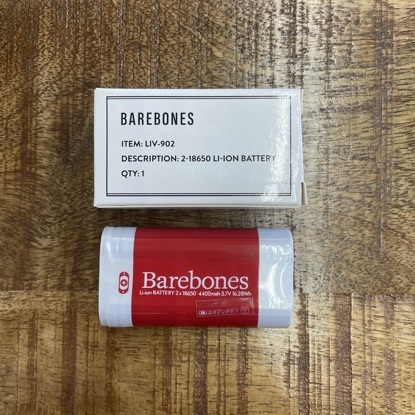 BAREBONES
ITEM: LIV-902
DESCRIPTION: 2-18650 LI-ION BATTERY
QTY: 1
Barebones
Li-ion BATTERY 2 x 18650 4400mah 3.7V 16.28Wh